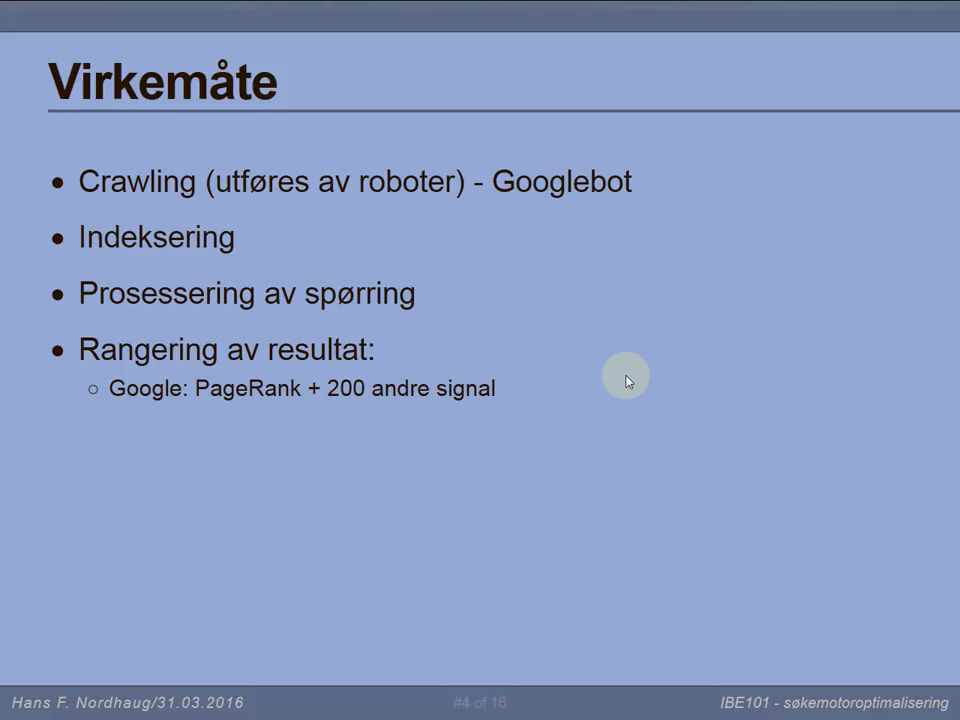 Virkemåte
• Crawling (utføres av roboter) - Googlebot
• Indeksering
• Prosessering av spørring
• Rangering av resultat:
○ Google: PageRank + 200 andre signal
Hans F. Nordhaug/31.03.2016
#4 of 16
IBE101 - søkemotoroptimalisering